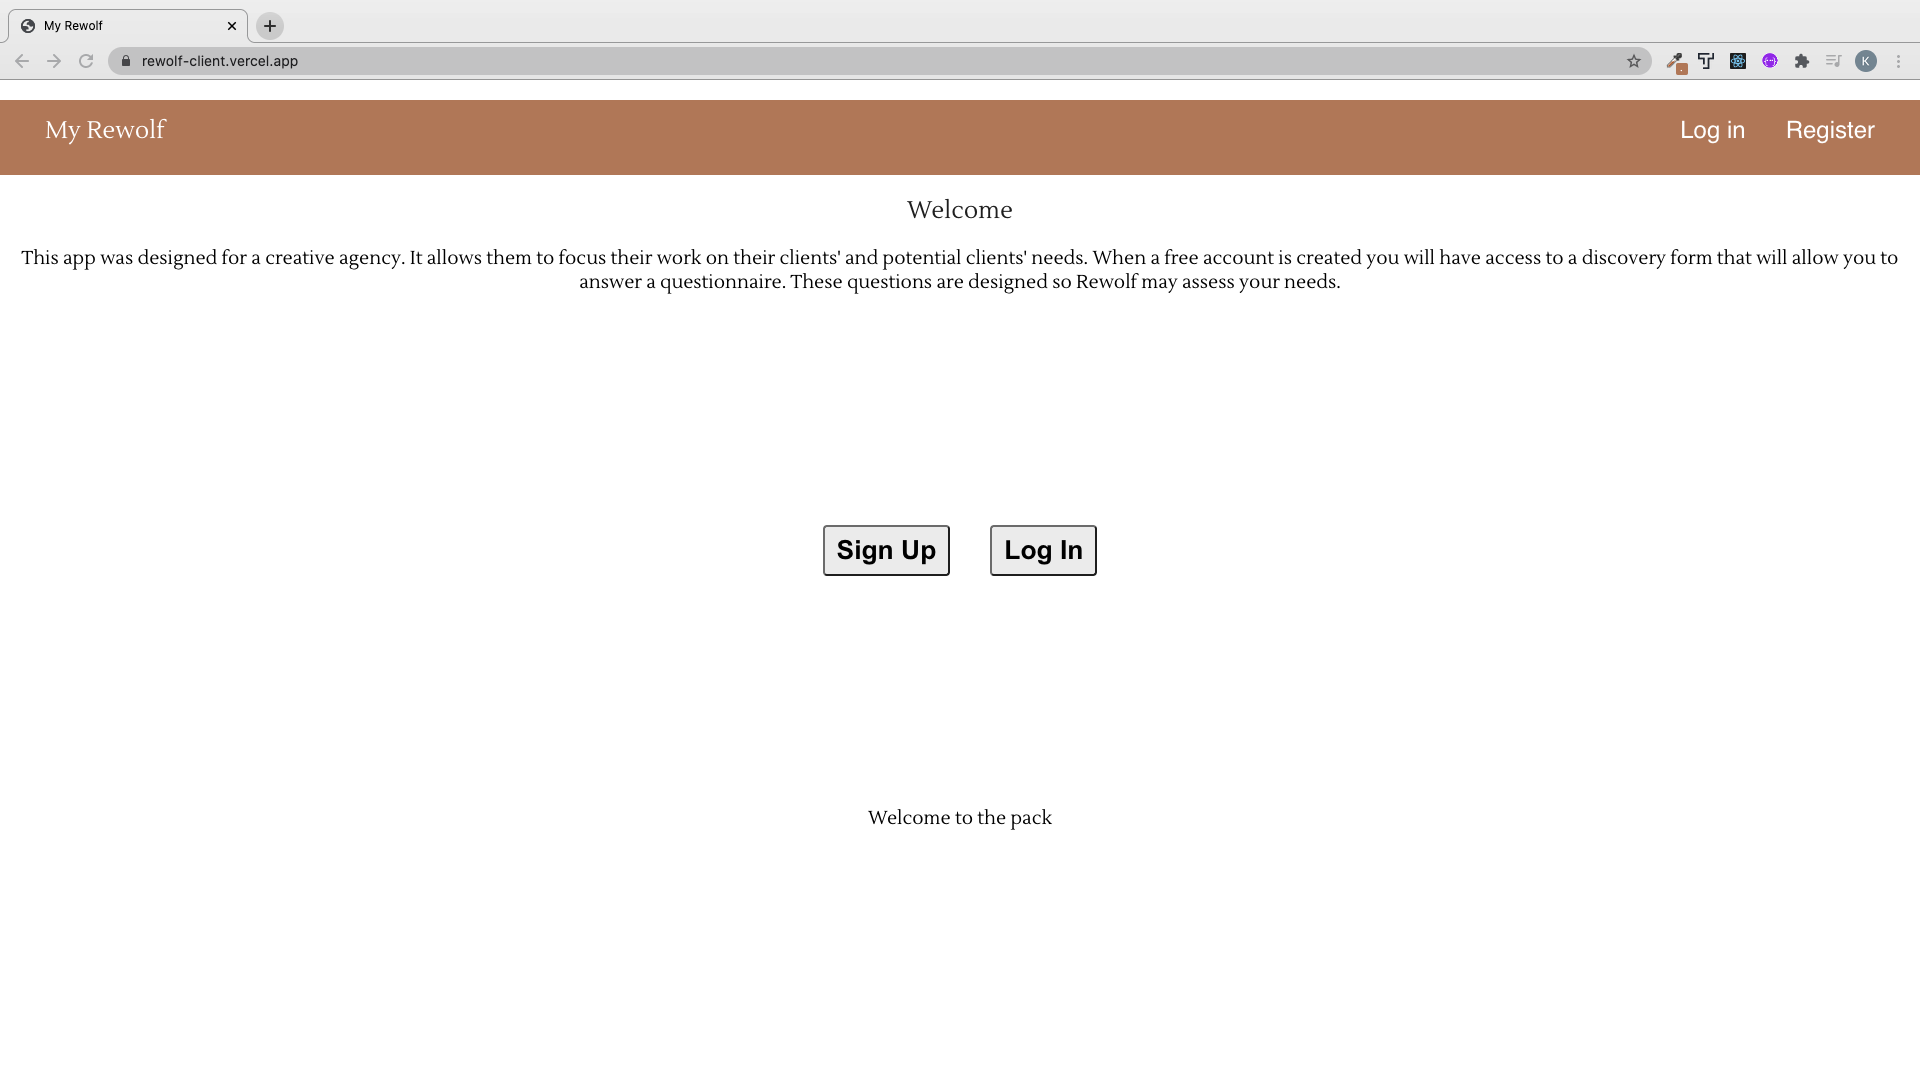 My Rewolf
rewolf-client.vercel.app
K
My Rewolf
Log in
Register
Welcome
This app was designed for a creative agency. It allows them to focus their work on their clients' and potential clients' needs. When a free account is created you will have access to a discovery form that will allow you to
answer a questionnaire. These questions are designed so Rewolf may assess your needs.
Sign Up
Log In
Welcome to the pack